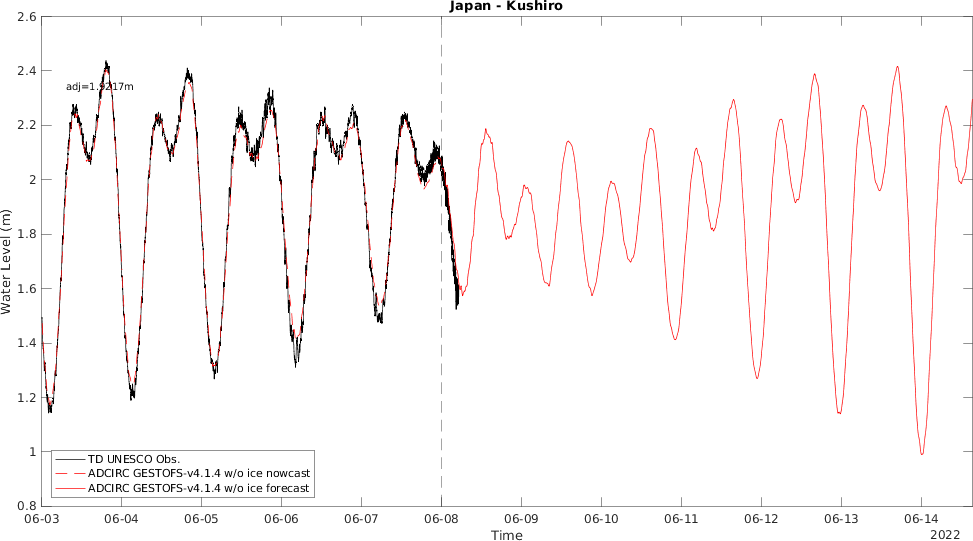 Japan - Kushiro
2.6
2.4
2.2
2
1.8
1.6
1.4
1.2
1
0.8
Water Level (m)
adj=1.9217m
TD UNESCO Obs.
ADCIRC GESTOFS-v4.1.4 w/o ice nowcast
ADCIRC GESTOFS-v4.1.4 w/o ice forecast
06-03 06-04 06-05 06-06 06-07 06-08 06-09 06-10 06-11 06-12 06-13 06-14
2022
Time